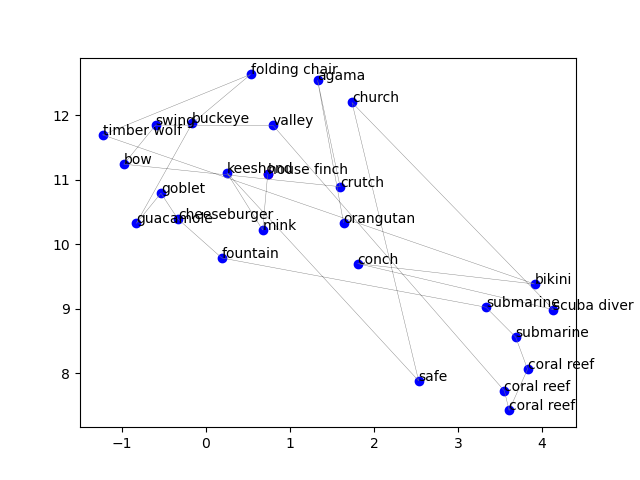 folding chair
agama
church
swing
buckeye
valley
timber wolf
bow
keeshond
house finch
crutch
goblet
guacamole
cheeseburger
mink
orangutan
fountain
conch
bikini
submarine
scuba diver
submarine
coral reef
safe
coral reef
coral reef
12
11
10
9
8
−1
0
1
2
3
4